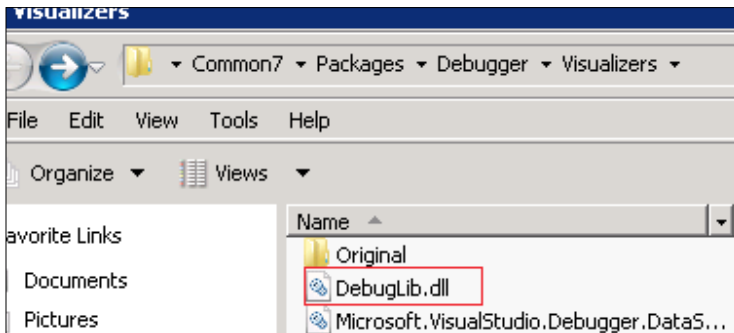 Visualizers
Common7 Packages Debugger Visualizers
File Edit View Tools Help
Organize Views
Name
avorite Links
Original
Documents
DebugLib.dll
Pictures
Microsoft.VisualStudio.Debugger.DataS...